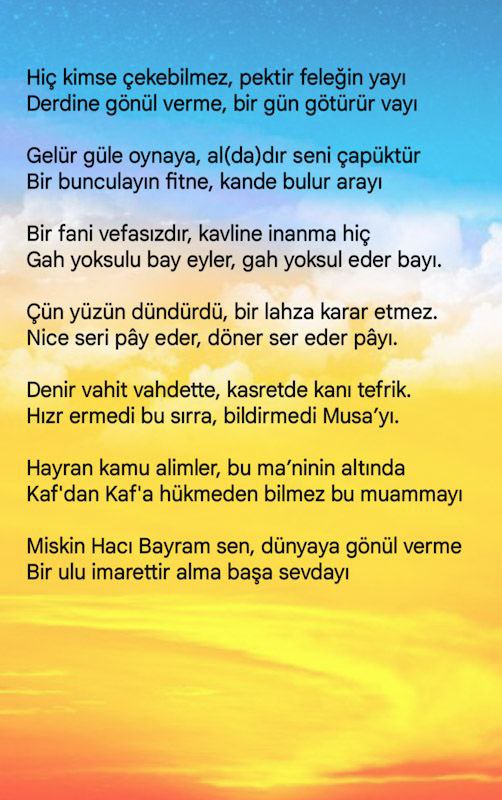 Hiç kimse çekebilmez, pektir feleğin yayı
Derdine gönül verme, bir gün götürür vayı
Gelür güle oynaya, al(da)dır seni çapüktür
Bir bunculayın fitne, kande bulur arayı
Bir fani vefasızdır, kavline inanma hiç
Gah yoksulu bay eyler, gah yoksul eder bayı.
Çün yüzün dündürdü, bir lahza karar etmez.
Nice seri pây eder, döner ser eder pâyı.
Denir vahit vahdette, kasretde kanı tefrik.
Hızr ermedi bu sırra, bildirmedi Musa’yı.
Hayran kamu alimler, bu ma’ninin altında
Kaf'dan Kaf'a hükmeden bilmez bu muammayı
Miskin Hacı Bayram sen, dünyaya gönül verme
Bir ulu imarettir alma başa sevdayı